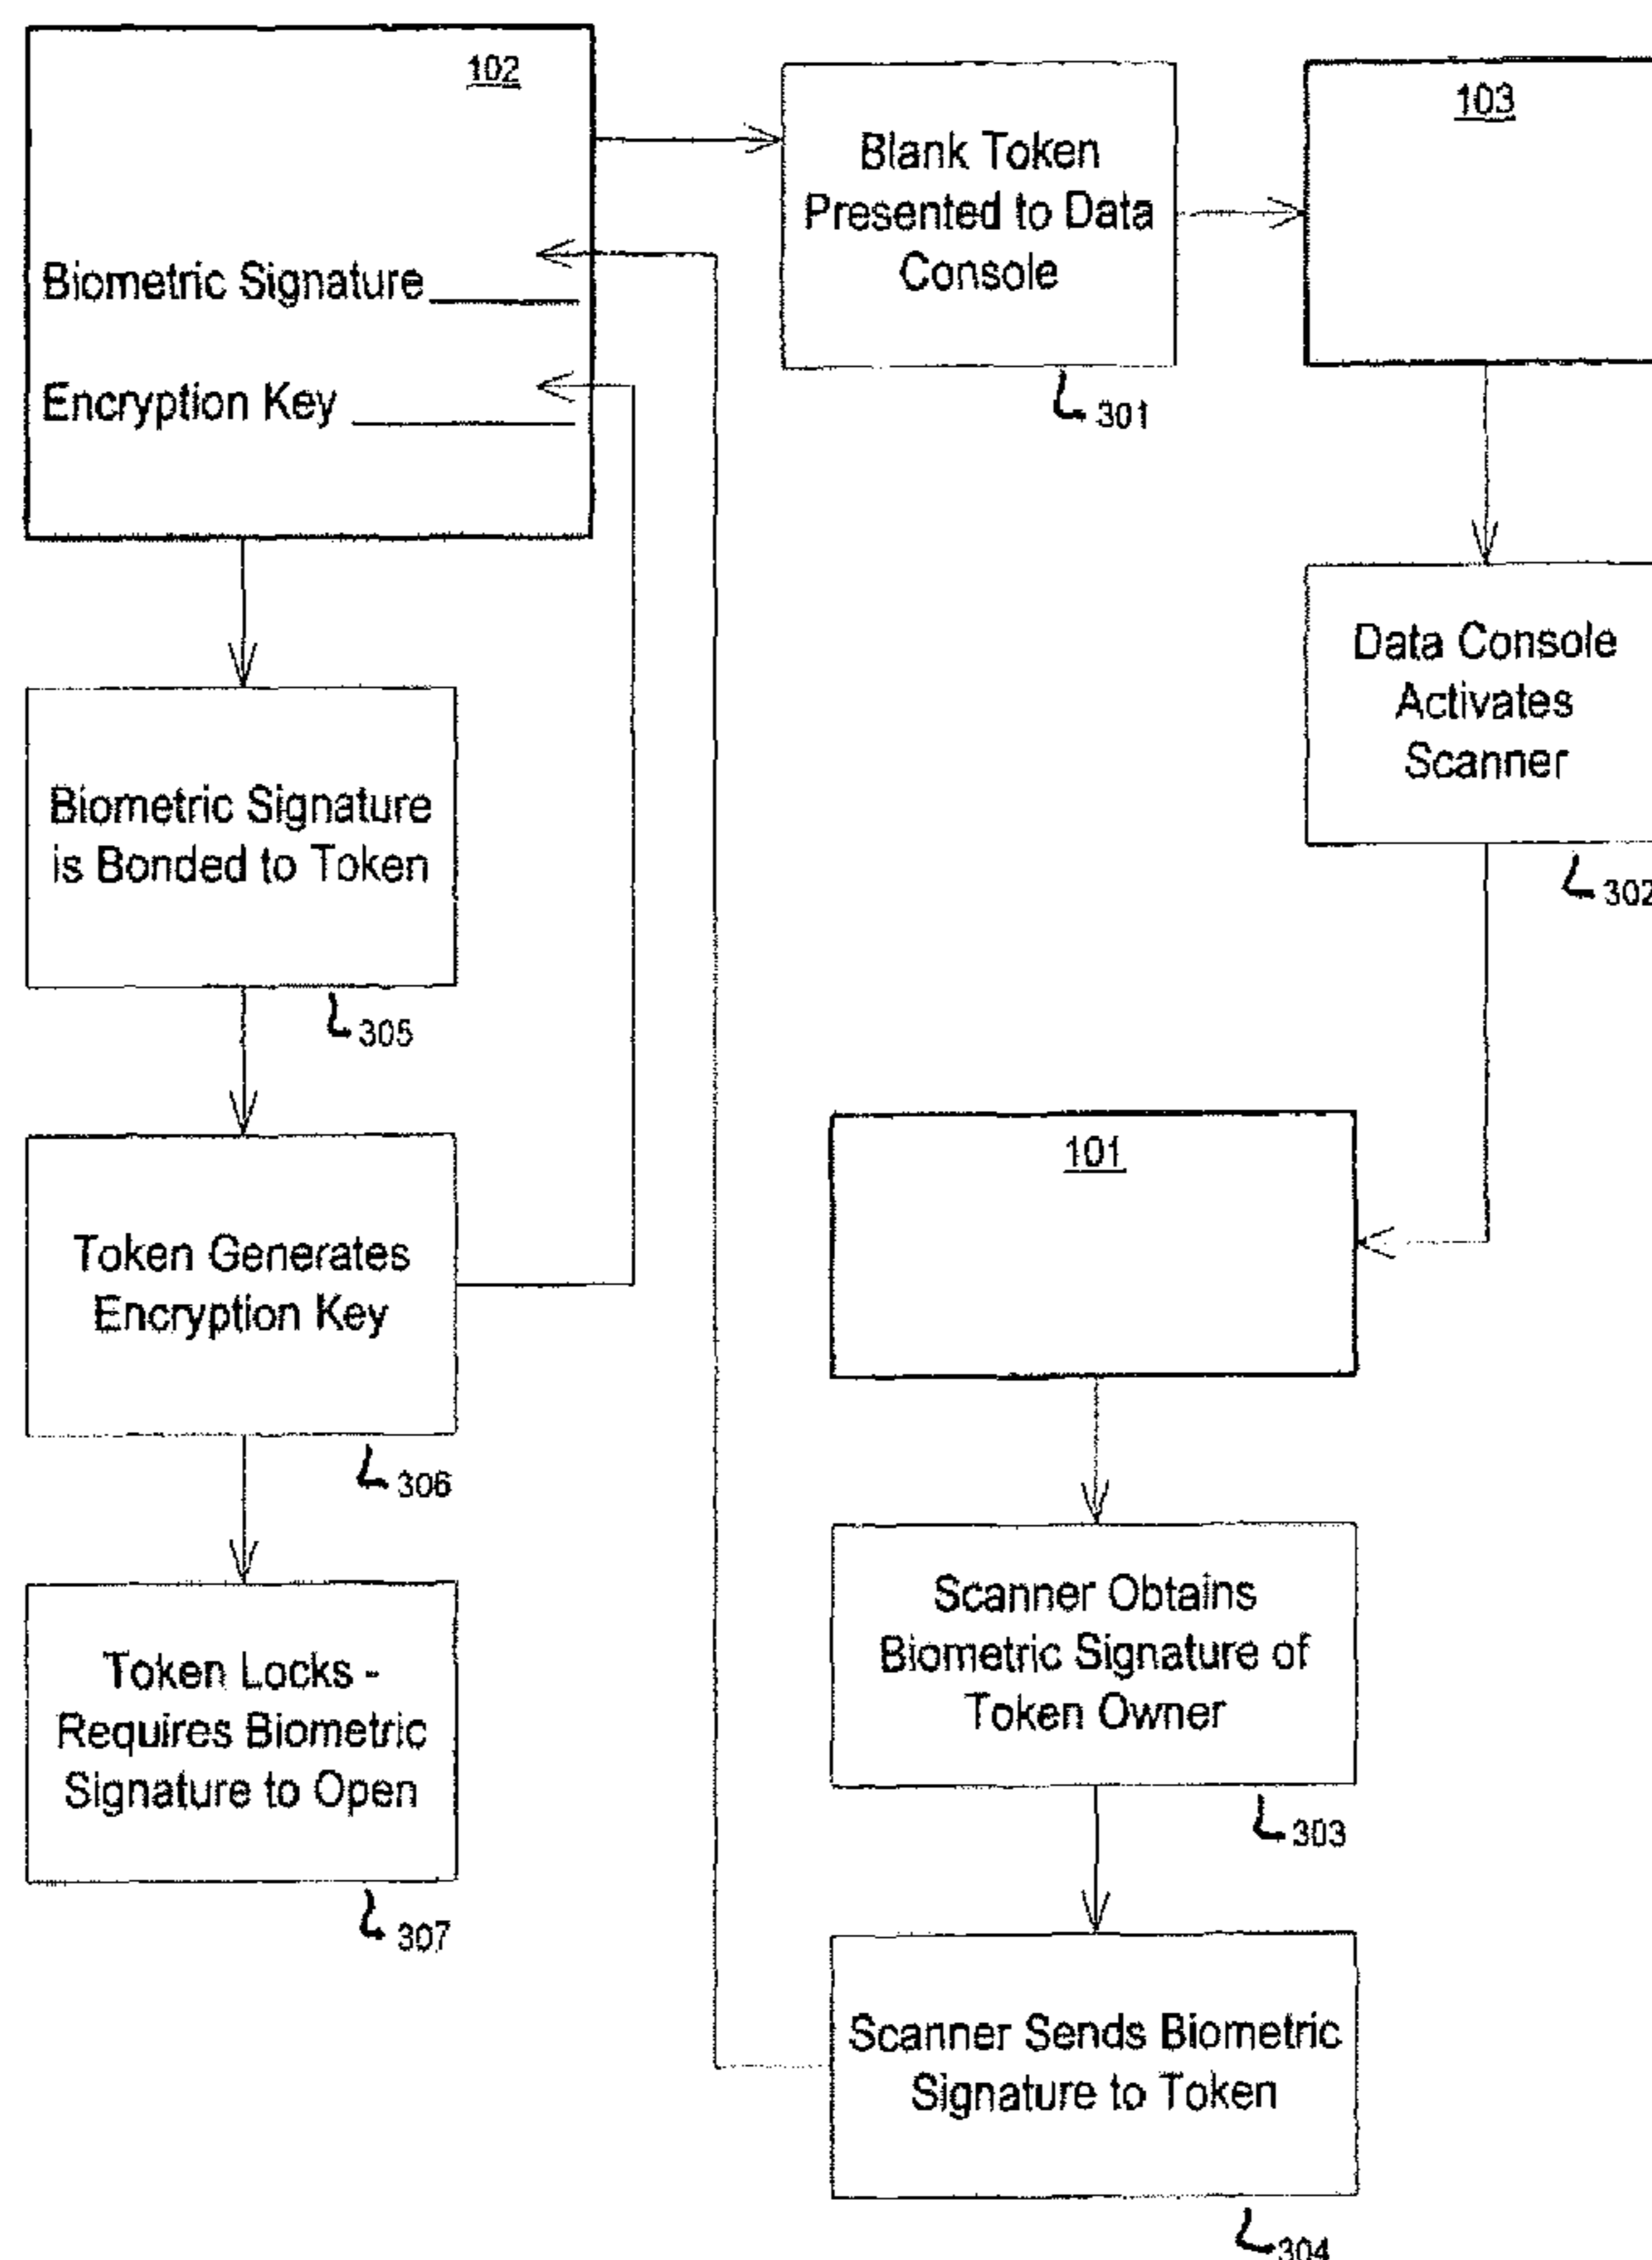 102
Biometric Signature
Encryption Key
Blank Token
Presented to Data
Console
301
103
Data Console
Activates
Scanner
302
101
Scanner Obtains
Biometric Signature of
Token Owner
303
Scanner Sends Biometric
Signature to Token
304
Biometric Signature
is Bonded to Token
305
Token Generates
Encryption Key
306
Token Locks -
Requires Biometric
Signature to Open
307